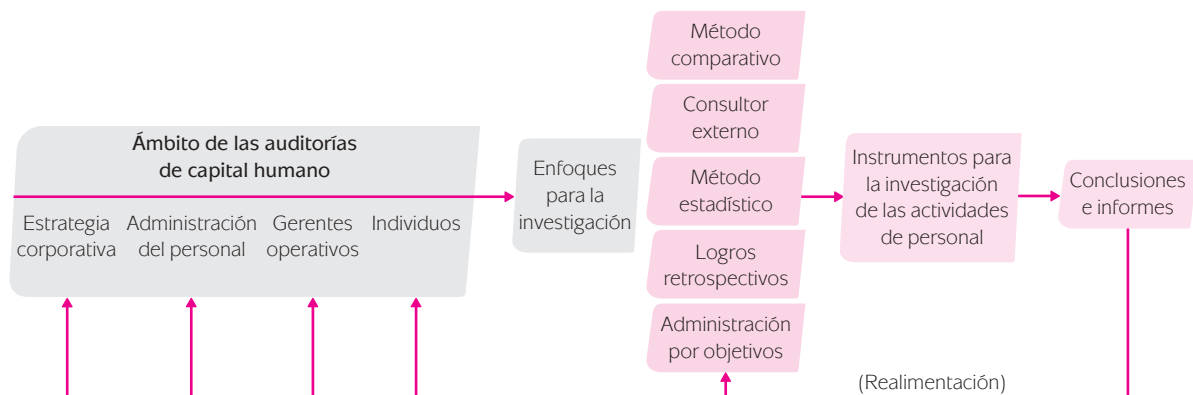 Ámbito de las auditorías
de capital humano
Estrategia
corporativa
Administración
del personal
Gerentes
operativos
Individuos
Enfoques
para la
investigación
Método
comparativo
Consultor
externo
Método
estadístico
Logros
retrospectivos
Administración
por objetivos
Instrumentos para
la investigación
de las actividades
de personal
Conclusiones
e informes
(Realimentación)